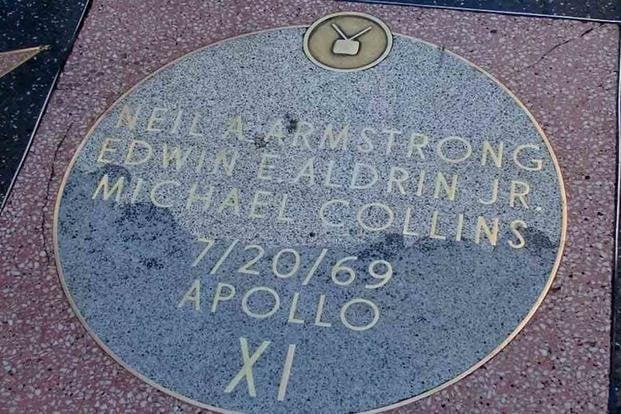 NEIL A ARMSTRONG
EDWIN E ALDRIN JR.
MICHAEL COLLINS
7/20/69
APOLLO
XI